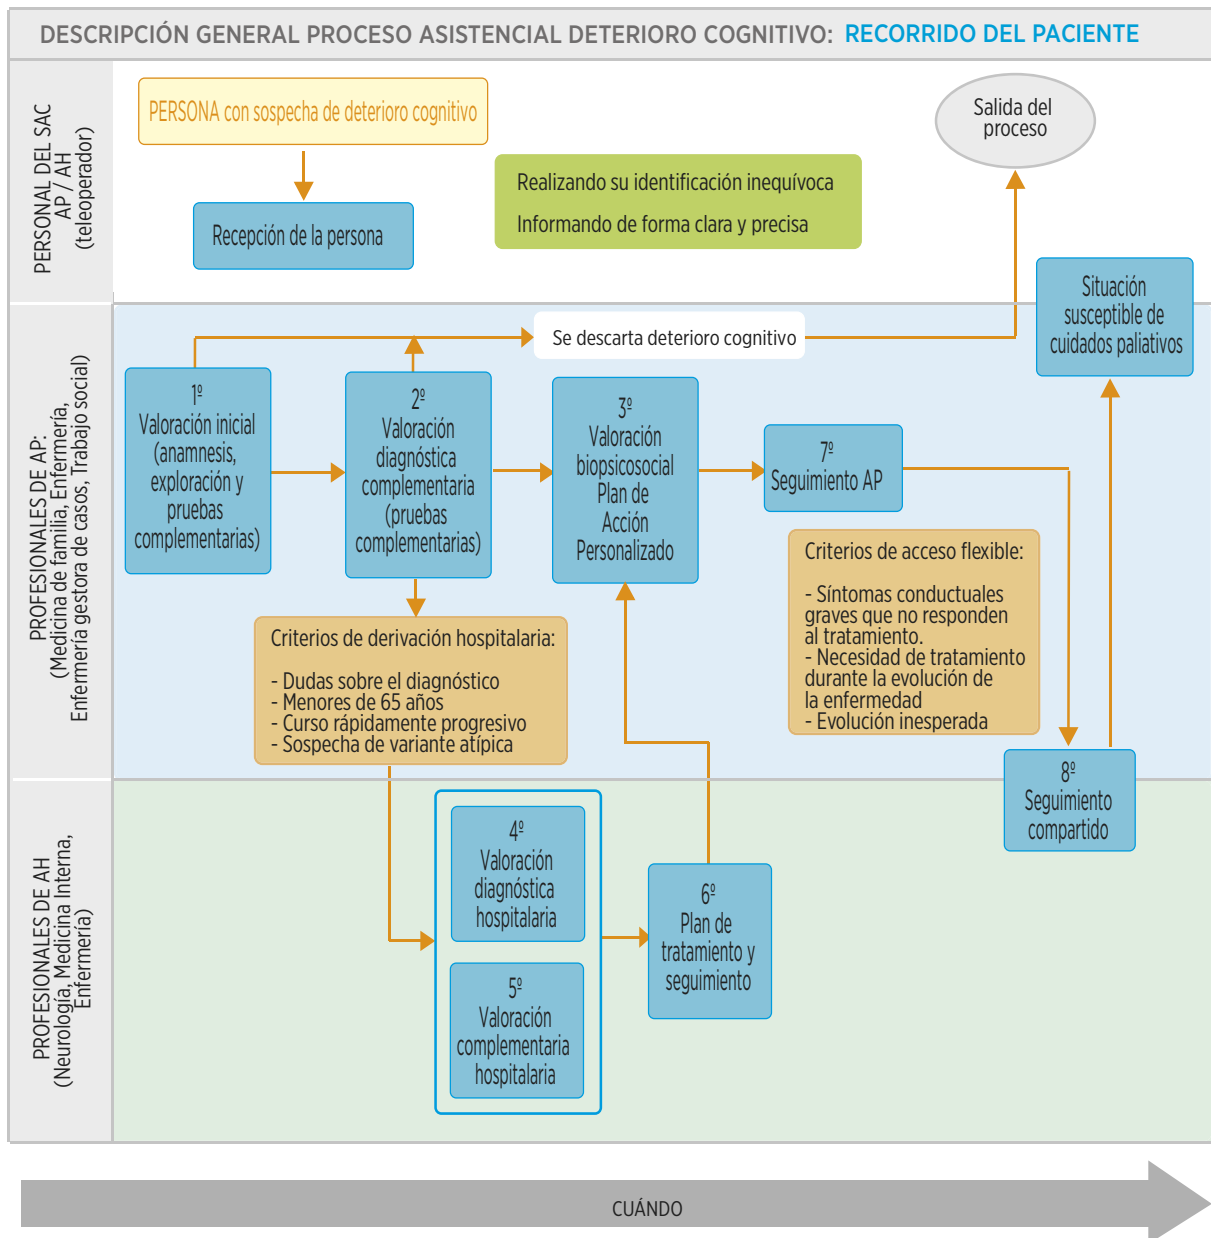 DESCRIPCIÓN GENERAL PROCESO ASISTENCIAL DETERIORO COGNITIVO: RECORRIDO DEL PACIENTE
PERSONAL DEL SAC
AP / AH
(teleoperador)
PERSONA con sospecha de deterioro cognitivo
Recepción de la persona
Realizando su identificación inequívoca
Informando de forma clara y precisa
Salida del
proceso
Situación
susceptible de
cuidados paliativos
PROFESIONALES DE AP:
(Medicina de familia, Enfermería,
Enfermería gestora de casos, Trabajo social)
Se descarta deterioro cognitivo
1º
Valoración inicial
(anamnesis,
exploración y
pruebas
complementarias)
2º
Valoración
diagnóstica
complementaria
(pruebas
complementarias)
3º
Valoración
biopsicosocial
Plan de
Acción
Personalizado
7º
Seguimiento AP
Criterios de derivación hospitalaria:
- Dudas sobre el diagnóstico
- Menores de 65 años
- Curso rápidamente progresivo
- Sospecha de variante atípica
Criterios de acceso flexible:
- Síntomas conductuales
graves que no responden
al tratamiento.
- Necesidad de tratamiento
durante la evolución de
la enfermedad
- Evolución inesperada
8º
Seguimiento
compartido
PROFESIONALES DE AH
(Neurología, Medicina Interna,
Enfermería)
4º
Valoración
diagnóstica
hospitalaria
5º
Valoración
complementaria
hospitalaria
6º
Plan de
tratamiento y
seguimiento
CUÁNDO